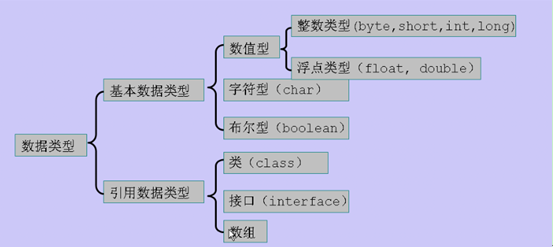 整数类型(byte,short,int,long)
数值型
浮点类型(float, double)
基本数据类型
字符型(char)
布尔型(boolean)
数据类型
类(class)
引用数据类型
接口(interface)
数组